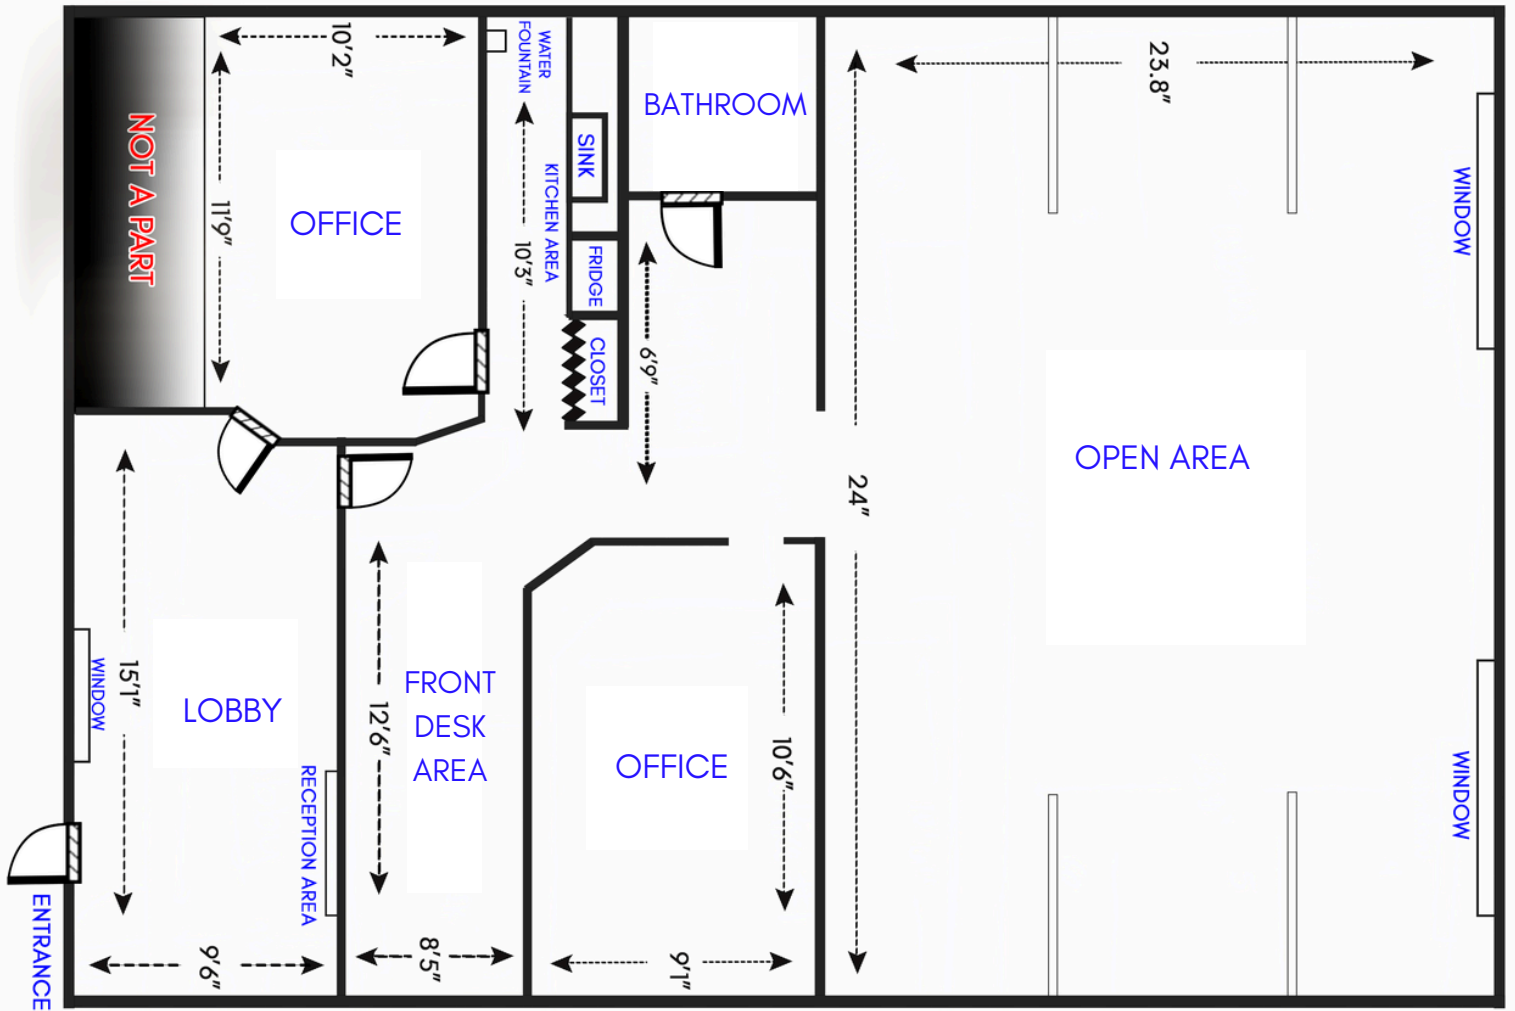 10'2"
WATER
FOUNTAIN
23.8"
BATHROOM
NOT A PART
SINK
KITCHEN AREA
WINDOW
11'9"
OFFICE
10'3"
FRIDGE
CLOSET
6'9"
OPEN AREA
24"
15'1"
WINDOW
LOBBY
12'6"
FRONT
DESK
AREA
OFFICE
10'6"
WINDOW
RECEPTION AREA
ENTRANCE
9'6"
8'5"
9'1"